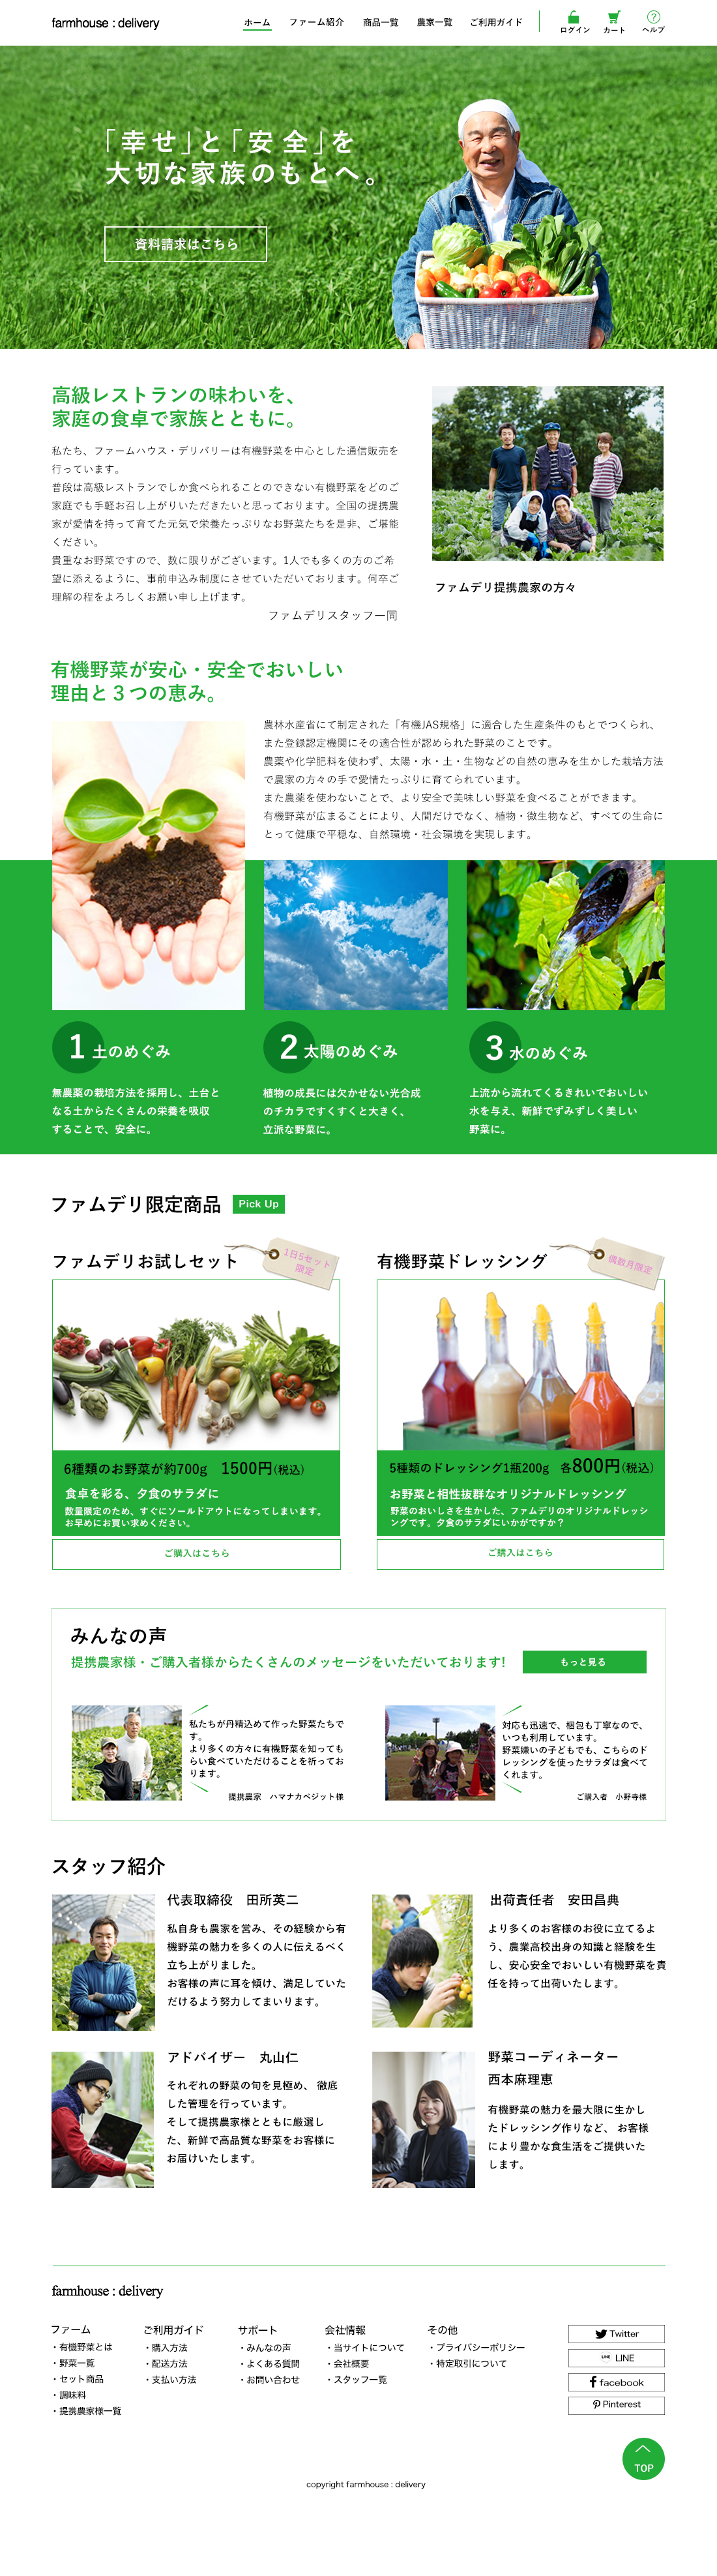 farmhouse : delivery
ホーム ファーム紹介 商品一覧 農家一覧 ご利用ガイド ログイン カート ヘルプ
「幸せ」と「安全」を
大切な家族のもとへ。
資料請求はこちら
高級レストランの味わいを、
家庭の食卓で家族とともに。
私たち、ファームハウス・デリバリーは有機野菜を中心とした通信販売を
行っています。
普段は高級レストランでしか食べられることのできない有機野菜をどのご
家庭でも手軽お召し上がりいただきたいと思っております。全国の提携農
家が愛情を持って育てた元気で栄養たっぷりなお野菜たちを是非、ご堪能
ください。
貴重なお野菜ですので、数に限りがございます。1人でも多くの方のご希
望に添えるように、事前申込み制度にさせていただいております。何卒ご
理解の程をよろしくお願い申し上げます。
ファムデリスタッフ一同
ファムデリ提携農家の方々
有機野菜が安心・安全でおいしい
理由と３つの恵み。
農林水産省にて制定された「有機JAS規格」に適合した生産条件のもとでつくられ、
また登録認定機関にその適合性が認められた野菜のことです。
農薬や化学肥料を使わず、太陽・水・土・生物などの自然の恵みを生かした栽培方法
で農家の方々の手で愛情たっぷりに育てられています。
また農薬を使わないことで、より安全で美味しい野菜を食べることができます。
有機野菜が広まることにより、人間だけでなく、植物・微生物など、すべての生命に
とって健康で平穏な、自然環境・社会環境を実現します。
1 土のめぐみ
無農薬の栽培方法を採用し、土台と
なる土からたくさんの栄養を吸収
することで、安全に。
2 太陽のめぐみ
植物の成長には欠かせない光合成
のチカラですくすくと大きく、
立派な野菜に。
3 水のめぐみ
上流から流れてくるきれいでおいしい
水を与え、新鮮でずみずしく美しい
野菜に。
ファムデリ限定商品 Pick Up
ファムデリお試しセット
1日5セット
限定
6種類のお野菜が約700g 1500円(税込)
食卓を彩る、夕食のサラダに
数量限定のため、すぐにソールドアウトになってしまいます。
お早めにお買い求めください。
ご購入はこちら
有機野菜ドレッシング
偶数月限定
5種類のドレッシング1瓶200g 各800円(税込)
お野菜と相性抜群なオリジナルドレッシング
野菜のおいしさを生かした、ファムデリのオリジナルドレッシ
ングです。夕食のサラダにいかがですか？
ご購入はこちら
みんなの声
提携農家様・ご購入者様からたくさんのメッセージをいただいております!
もっと見る
私たちが丹精込めて作った野菜たちで
す。
より多くの方々に有機野菜を知っても
らい食べていただけることを祈ってお
ります。
提携農家 ハマナカベジット様
対応も迅速で、梱包も丁寧なので、
いつも利用しています。
野菜嫌いの子どもでも、こちらのド
レッシングを使ったサラダは食べて
くれます。
ご購入者 小野寺様
スタッフ紹介
代表取締役 田所英二
私自身も農家を営み、その経験から有
機野菜の魅力を多くの人に伝えるべく
立ち上がりました。
お客様の声に耳を傾け、満足していた
だけるよう努力してまいります。
出荷責任者 安田昌典
より多くのお客様のお役に立てるよ
う、農業高校出身の知識と経験を生
し、安心安全でおいしい有機野菜を責
任を持って出荷いたします。
アドバイザー 丸山仁
それぞれの野菜の旬を見極め、 徹底
した管理を行っています。
そして提携農家様とともに厳選し
た、新鮮で高品質な野菜をお客様に
お届けいたします。
野菜コーディネーター
西本麻理恵
有機野菜の魅力を最大限に生かし
たドレッシング作りなど、 お客様
により豊かな食生活をご提供いた
します。
farmhouse : delivery
ファーム
・有機野菜とは
・野菜一覧
・セット商品
・調味料
・提携農家様一覧
ご利用ガイド
・購入方法
・配送方法
・支払い方法
サポート
・みんなの声
・よくある質問
・お問い合わせ
会社情報
・当サイトについて
・会社概要
・スタッフ一覧
その他
・プライバシーポリシー
・特定取引について
Twitter
LINE
facebook
Pinterest
TOP
copyright farmhouse : delivery